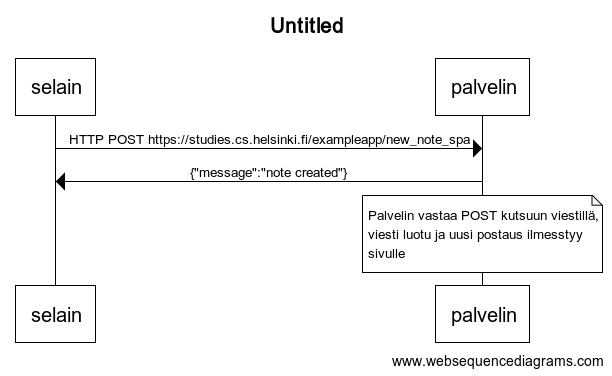 Untitled
selain
palvelin
HTTP POST https://studies.cs.helsinki.fi/exampleapp/new_note_spa
{"message":"note created"}
Palvelin vastaa POST kutsuun viestillä,
viesti luotu ja uusi postaus ilmesstyy
sivulle
selain
palvelin
www.websequencediagrams.com